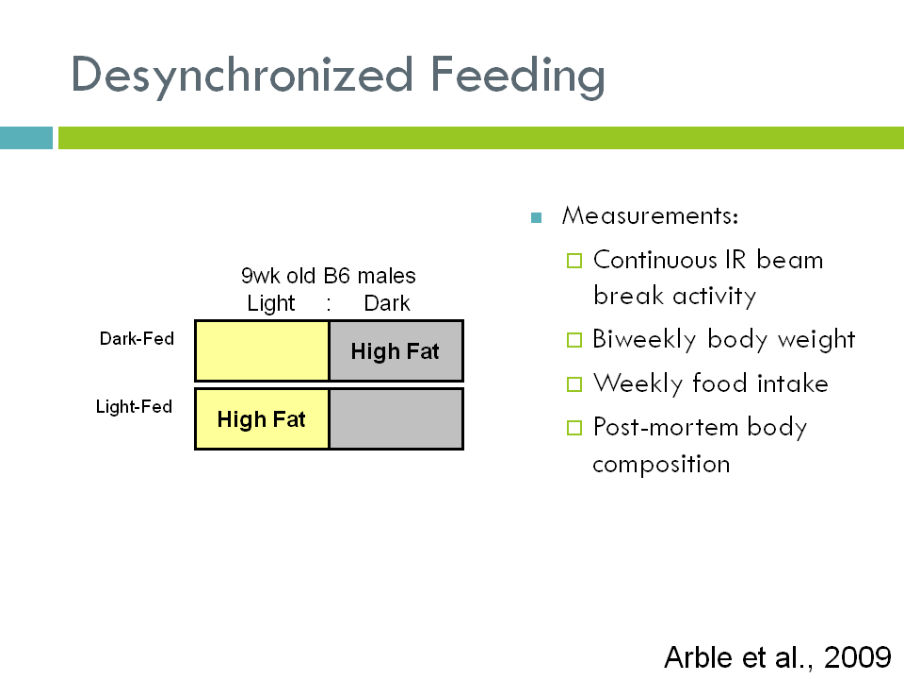 Desynchronized Feeding
9wk old B6 males
Light : Dark
Dark-Fed
High Fat
Light-Fed
High Fat
Measurements:
Continuous IR beam
break activity
Biweekly body weight
Weekly food intake
Post-mortem body
composition
Arble et al., 2009